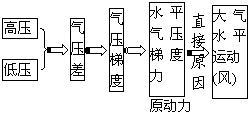 高压
低压
气压差
气压梯度
水平
气压
梯度
力
原动力
直接原因
大气
水平
运动
(风)